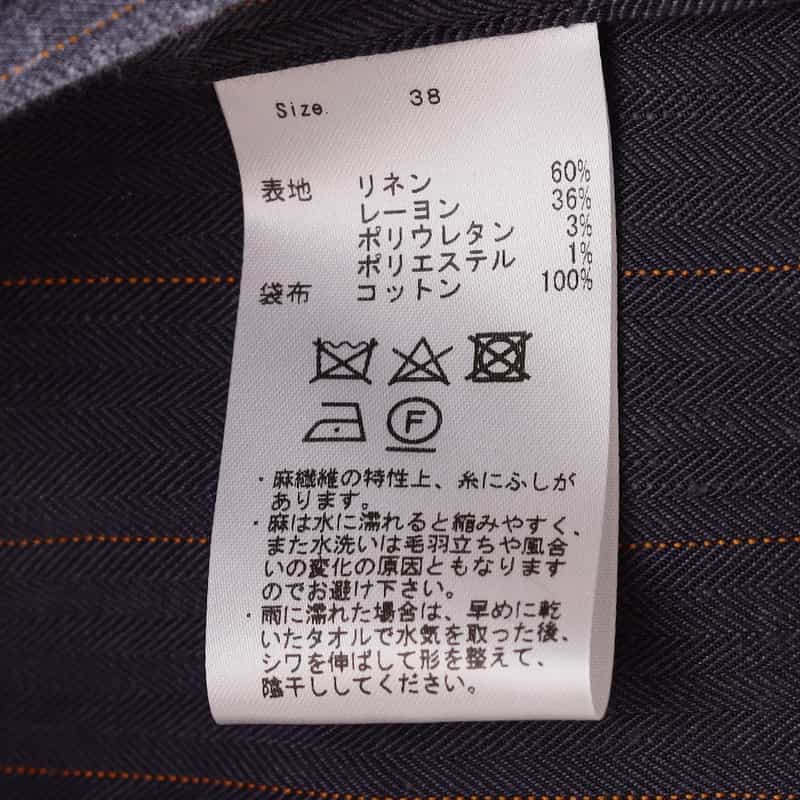 Size. 38
表地 リネン 60%
レーヨン 36%
ポリウレタン 3%
ポリエステル 1%
袋布 コットン 100%
F
・麻繊維の特性上、糸にふしが
あります。
・麻は水に濡れると縮みやすく、
また水洗いは毛羽立ちや風合
いの変化の原因ともなります
のでお避け下さい。
・雨に濡れた場合は、早めに乾
いたタオルで水気を取った後、
シワを伸ばして形を整えて、
陰干ししてください。